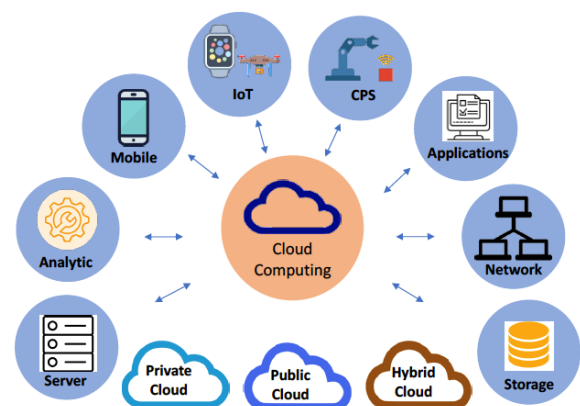 IoT
CPS
Mobile
Applications
Cloud
Computing
Analytic
Network
Server
Private
Cloud
Public
Cloud
Hybrid
Cloud
Storage